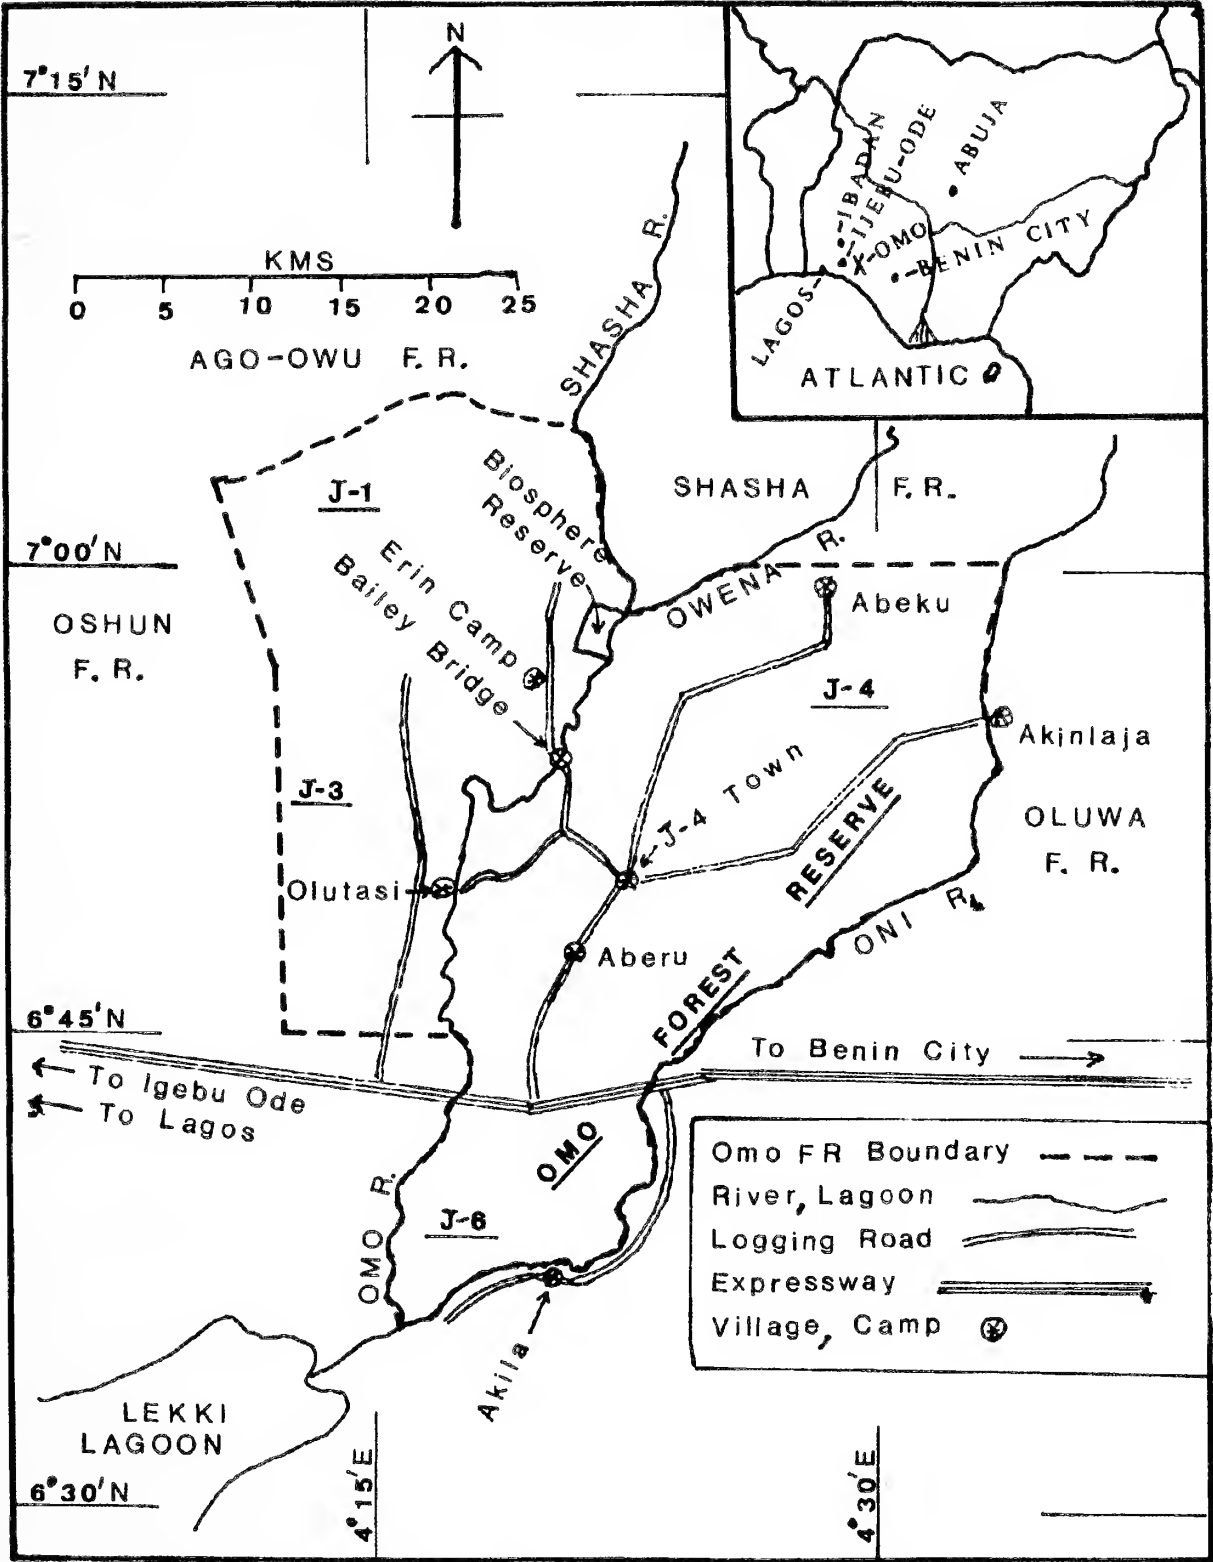 N
7°15'N
KMS
0 5 10 15 20 25
AGO-OWU F. R.
SHASHA R.
IBADAN
IJEBU-ODE
ABUJA
X-OMO
BENIN CITY
LAGOS
ATLANTIC
J-1
Biosphere
Reserve
Erin Camp
Bailey Bridge
SHASHA F. R.
7°00'N
OWENA R.
Abeku
OSHUN
F. R.
J-4
Akinlaja
J-3
J-4 Town
OLUWA
F. R.
Olutasi
Aberu
ONI R.
OMO
FOREST
RESERVE
6°45'N
To Benin City
To Igebu Ode
To Lagos
OMO R.
J-6
Akila
LEKKI
LAGOON
6°30'N
4°15'E
4°30'E
Omo FR Boundary
River, Lagoon
Logging Road
Expressway
Village, Camp